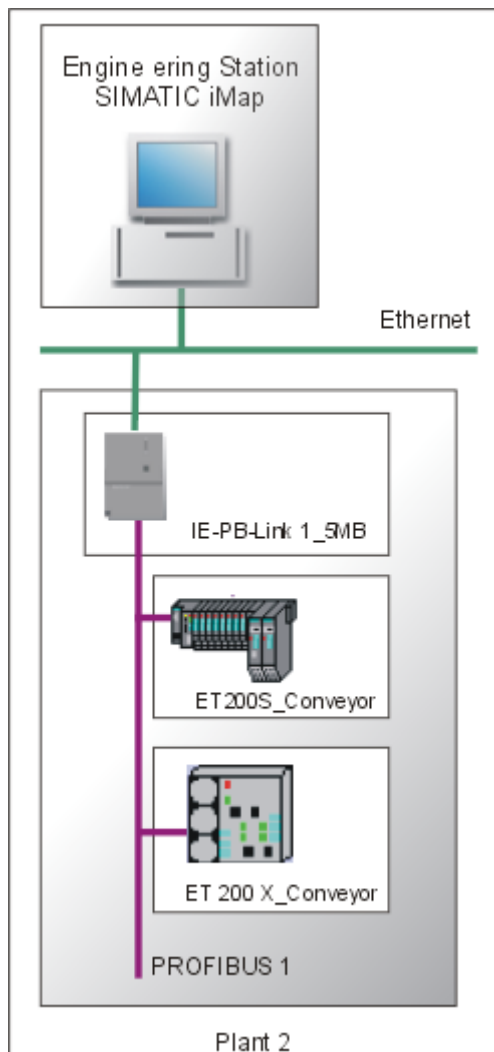 Engine ering Station
SIMATIC iMap
Ethernet
IE-PB-Link 1_5MB
ET200S_Conveyor
ET 200 X_Conveyor
PROFIBUS 1
Plant 2